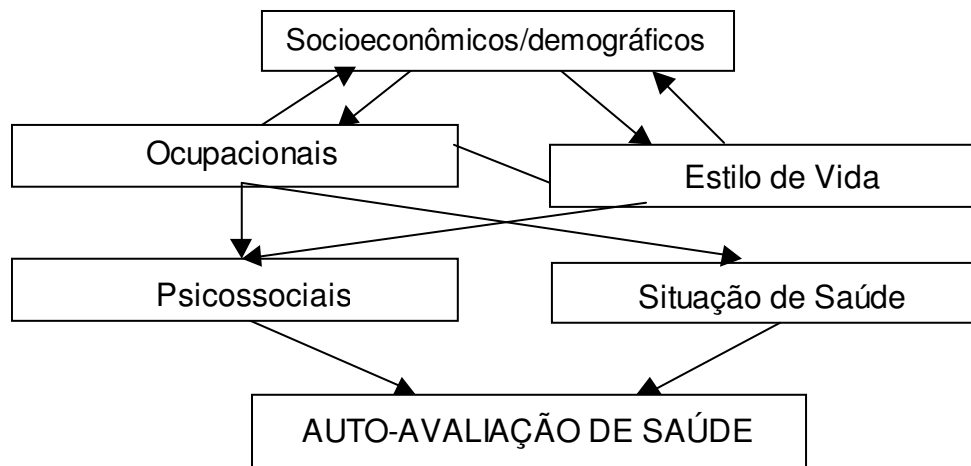 Socioeconômicos/demográficos
Ocupacionais
Estilo de Vida
Psicossociais
Situação de Saúde
AUTO-AVALIAÇÃO DE SAÚDE